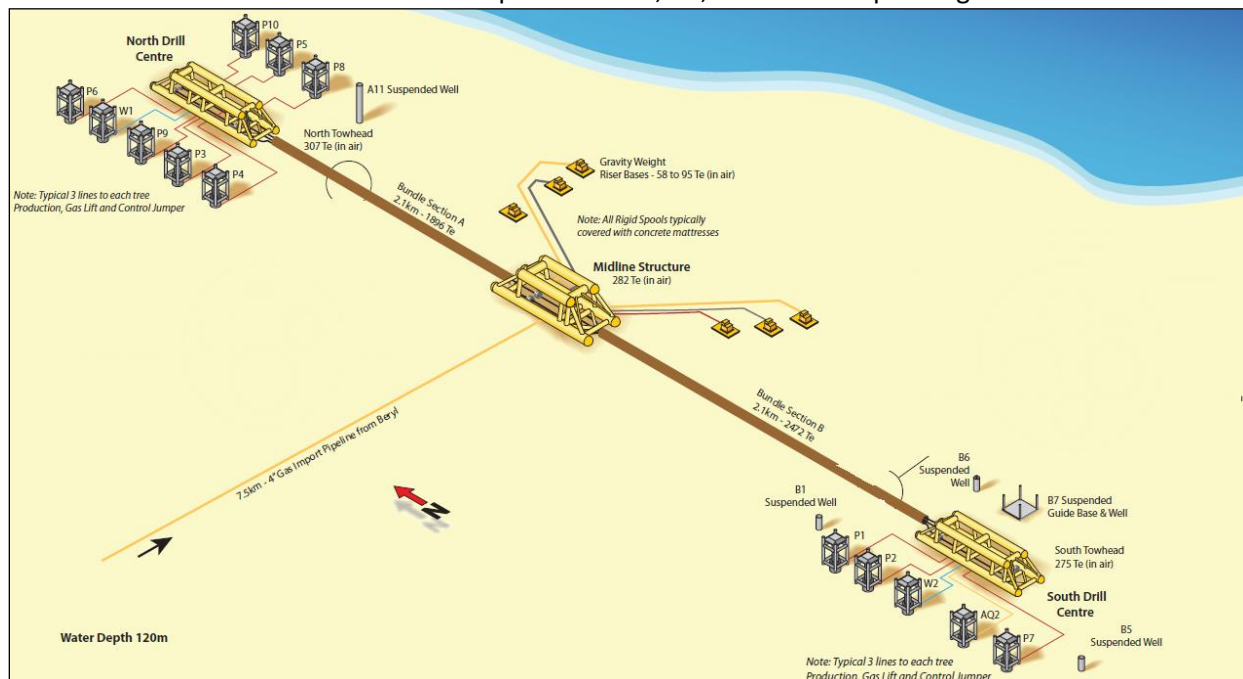 P10
North Drill
Centre
P5
P8
A11 Suspended Well
P6
W1
P9
P3
P4
North Towhead
307 Te (in air)
Note: Typical 3 lines to each tree
Production, Gas Lift and Control Jumper
Gravity Weight
Riser Bases - 58 to 95 Te (in air)
Bundle Section A
2.1km - 1896 Te
Note: All Rigid Spools typically
covered with concrete mattresses
Midline Structure
282 Te (in air)
Bundle Section B
2.1km - 2472 Te
7.5km - 4" Gas Import Pipeline from Beryl
N
B6
Suspended
Well
B1
Suspended Well
B7 Suspended
Guide Base & Well
P1
P2
W2
South Towhead
275 Te (in air)
South Drill
Centre
AQ2
P7
B5
Suspended Well
Water Depth 120m
Note: Typical 3 lines to each tree
Production, Gas Lift and Control Jumper